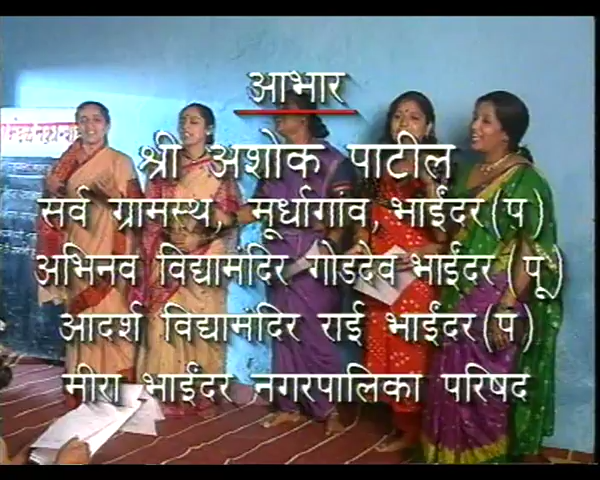 आभार
श्री अशोक पाटील
सर्व ग्रामस्थ, मूर्धागांव, भाईंदर (प)
अभिनव विद्यामंदिर गोडदेव भाईंदर (पू)
आदर्श विद्यामंदिर राई भाईंदर (प)
मीरा भाईंदर नगरपालिका परिषद